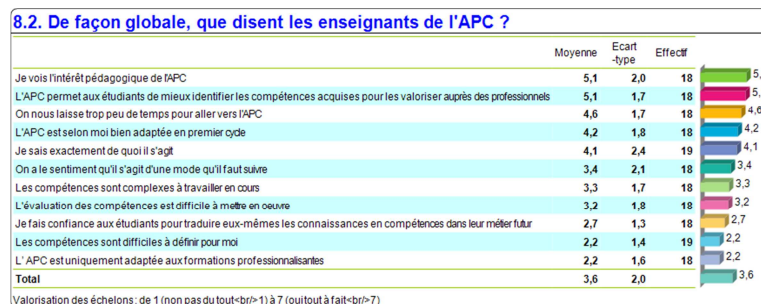 8.2. De façon globale, que disent les enseignants de l'APC ?
Moyenne Ecart -type Effectif
Je vois l'intérêt pédagogique de l'APC 5,1 2,0 18 5,
L'APC permet aux étudiants de mieux identifier les compétences acquises pour les valoriser auprès des professionnels 5,1 1,7 18 5,
On nous laisse trop peu de temps pour aller vers l'APC 4,6 1,7 18 4,6
L'APC est selon moi bien adaptée en premier cycle 4,2 1,8 18 4,2
Je sais exactement de quoi il s'agit 4,1 2,4 19 4,1
On a le sentiment qu'il s'agit d'une mode qu'il faut suivre 3,4 2,1 18 3,4
Les compétences sont complexes à travailler en cours 3,3 1,7 18 3,3
L'évaluation des compétences est difficile à mettre en oeuvre 3,2 1,8 18 3,2
Je fais confiance aux étudiants pour traduire eux-mêmes les connaissances en compétences dans leur métier futur 2,7 1,3 18 2,7
Les compétences sont difficiles à définir pour moi 2,2 1,4 19 2,2
L' APC est uniquement adaptée aux formations professionnalisantes 2,2 1,6 18 2,2
Total 3,6 2,0 3,6
Valorisation des échelons: de 1 (non pas du tout<br/>1) à 7 (oui tout à fait<br/>7)